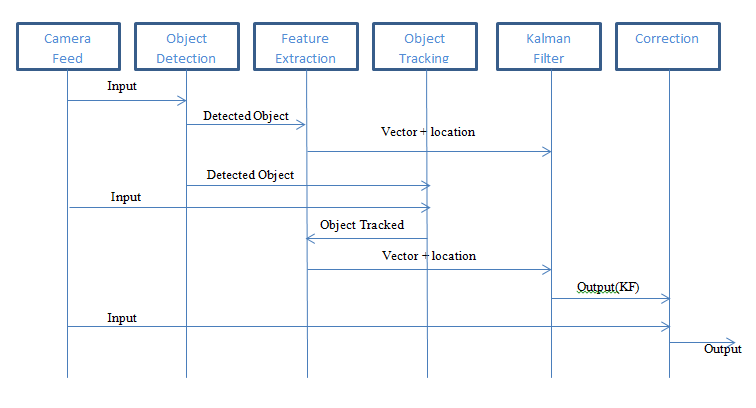 Camera Feed
Object Detection
Feature Extraction
Object Tracking
Kalman Filter
Correction
Input
Detected Object
Vector + location
Detected Object
Input
Object Tracked
Vector + location
Output(KF)
Input
Output